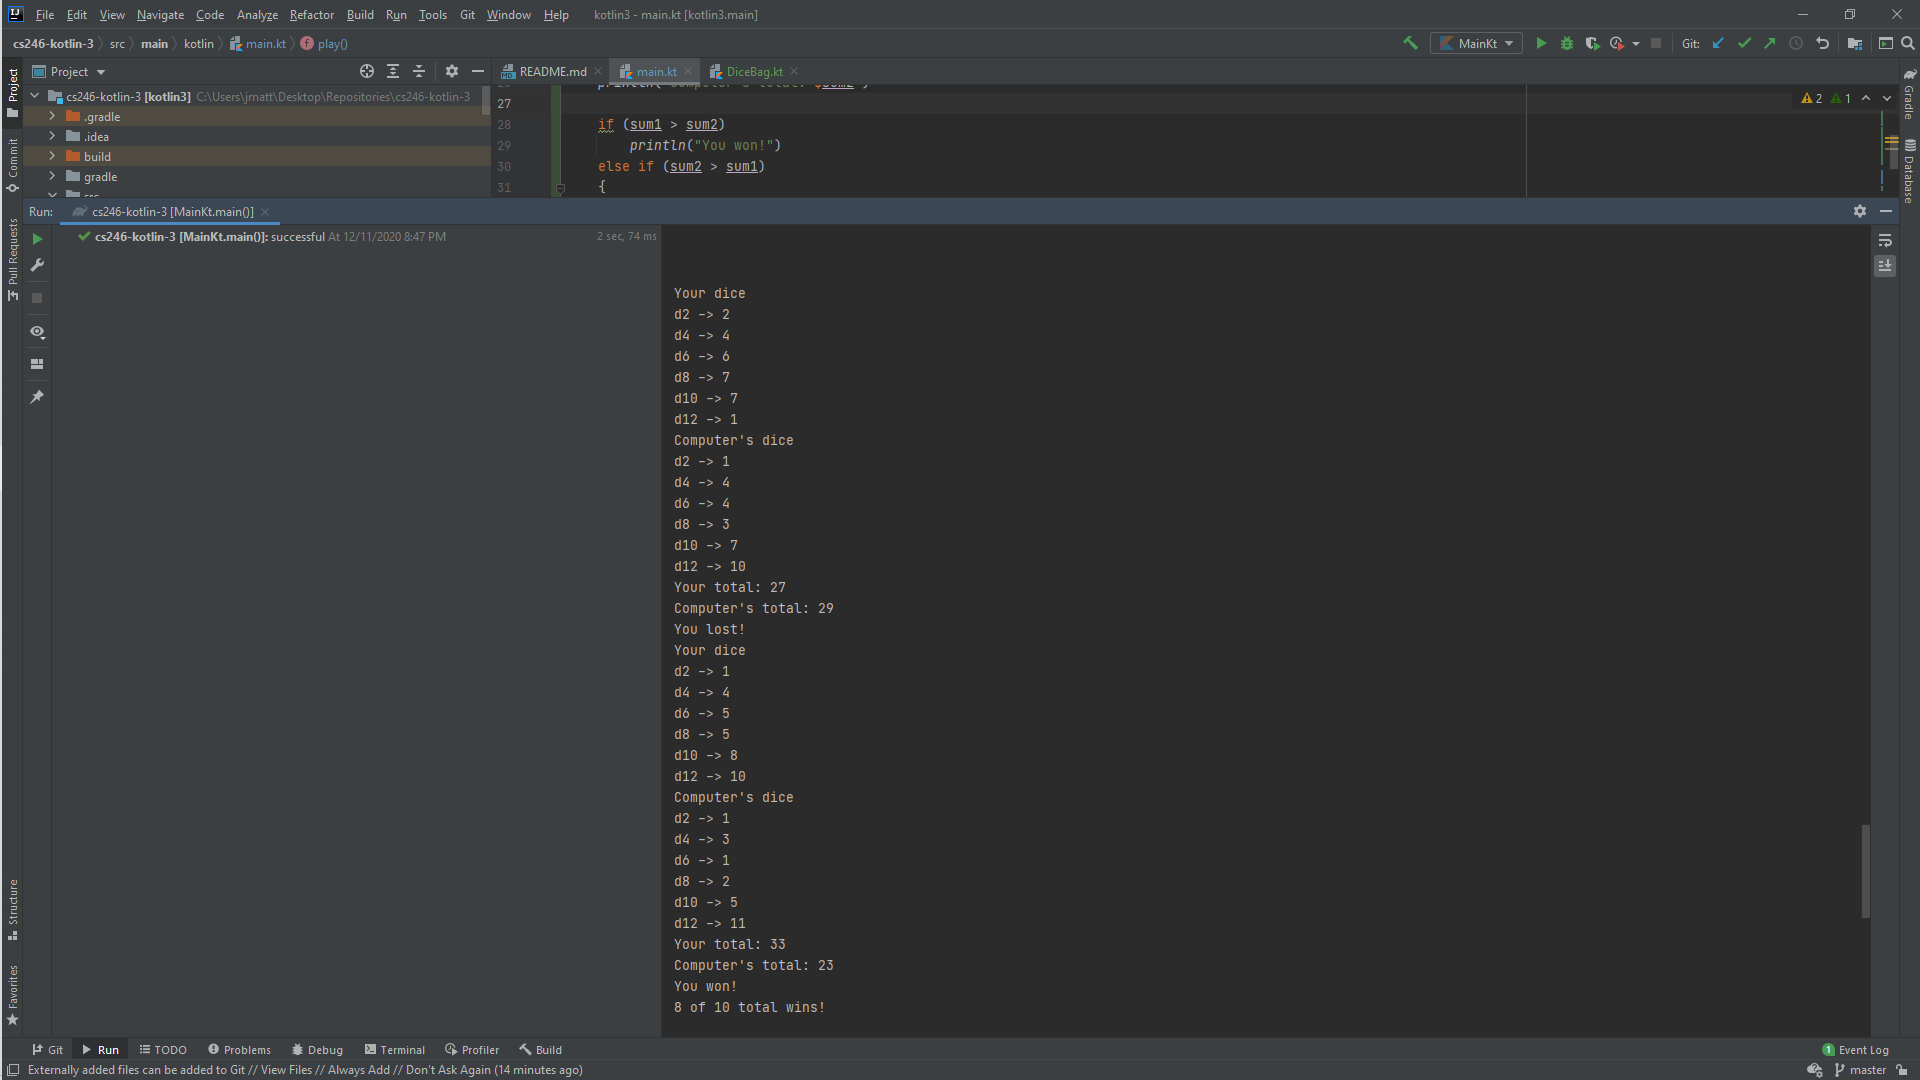 File Edit View Navigate Code Analyze Refactor Build Run Tools Git Window Help kotlin3 - main.kt [kotlin3.main]
cs246-kotlin-3 src main kotlin main.kt play() MainKt Git:
Project README.md main.kt DiceBag.kt
cs246-kotlin-3 [kotlin3] C:\Users\jmatt\Desktop\Repositories\cs246-kotlin-3
.gradle
.idea
build
gradle
27
28 if (sum1 > sum2)
29 println("You won!")
30 else if (sum2 > sum1)
31 {
2 1
Project
Commit
Pull Requests
Structure
Favorites
Gradle
Database
Run: cs246-kotlin-3 [MainKt.main()]
cs246-kotlin-3 [MainKt.main()]: successful At 12/11/2020 8:47 PM 2 sec, 74 ms
Your dice
d2 -> 2
d4 -> 4
d6 -> 6
d8 -> 7
d10 -> 7
d12 -> 1
Computer's dice
d2 -> 1
d4 -> 4
d6 -> 4
d8 -> 3
d10 -> 7
d12 -> 10
Your total: 27
Computer's total: 29
You lost!
Your dice
d2 -> 1
d4 -> 4
d6 -> 5
d8 -> 5
d10 -> 8
d12 -> 10
Computer's dice
d2 -> 1
d4 -> 3
d6 -> 1
d8 -> 2
d10 -> 5
d12 -> 11
Your total: 33
Computer's total: 23
You won!
8 of 10 total wins!
Git Run TODO Problems Debug Terminal Profiler Build 1 Event Log
Externally added files can be added to Git // View Files // Always Add // Don't Ask Again (14 minutes ago) master